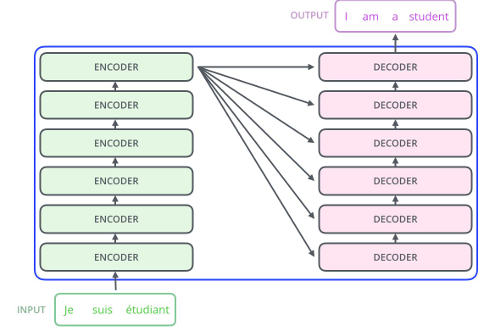 OUTPUT
I am a student
ENCODER
DECODER
ENCODER
DECODER
ENCODER
DECODER
ENCODER
DECODER
ENCODER
DECODER
ENCODER
DECODER
INPUT
Je suis étudiant